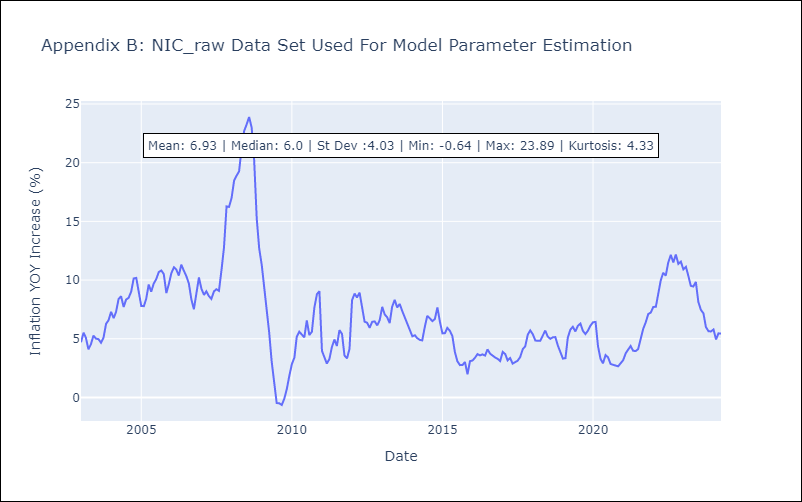 Appendix B: NIC_raw Data Set Used For Model Parameter Estimation
25
Mean: 6.93 | Median: 6.0 | St Dev :4.03 | Min: -0.64 | Max: 23.89 | Kurtosis: 4.33
20
15
10
5
0
Inflation YOY Increase (%)
2005 2010 2015 2020
Date